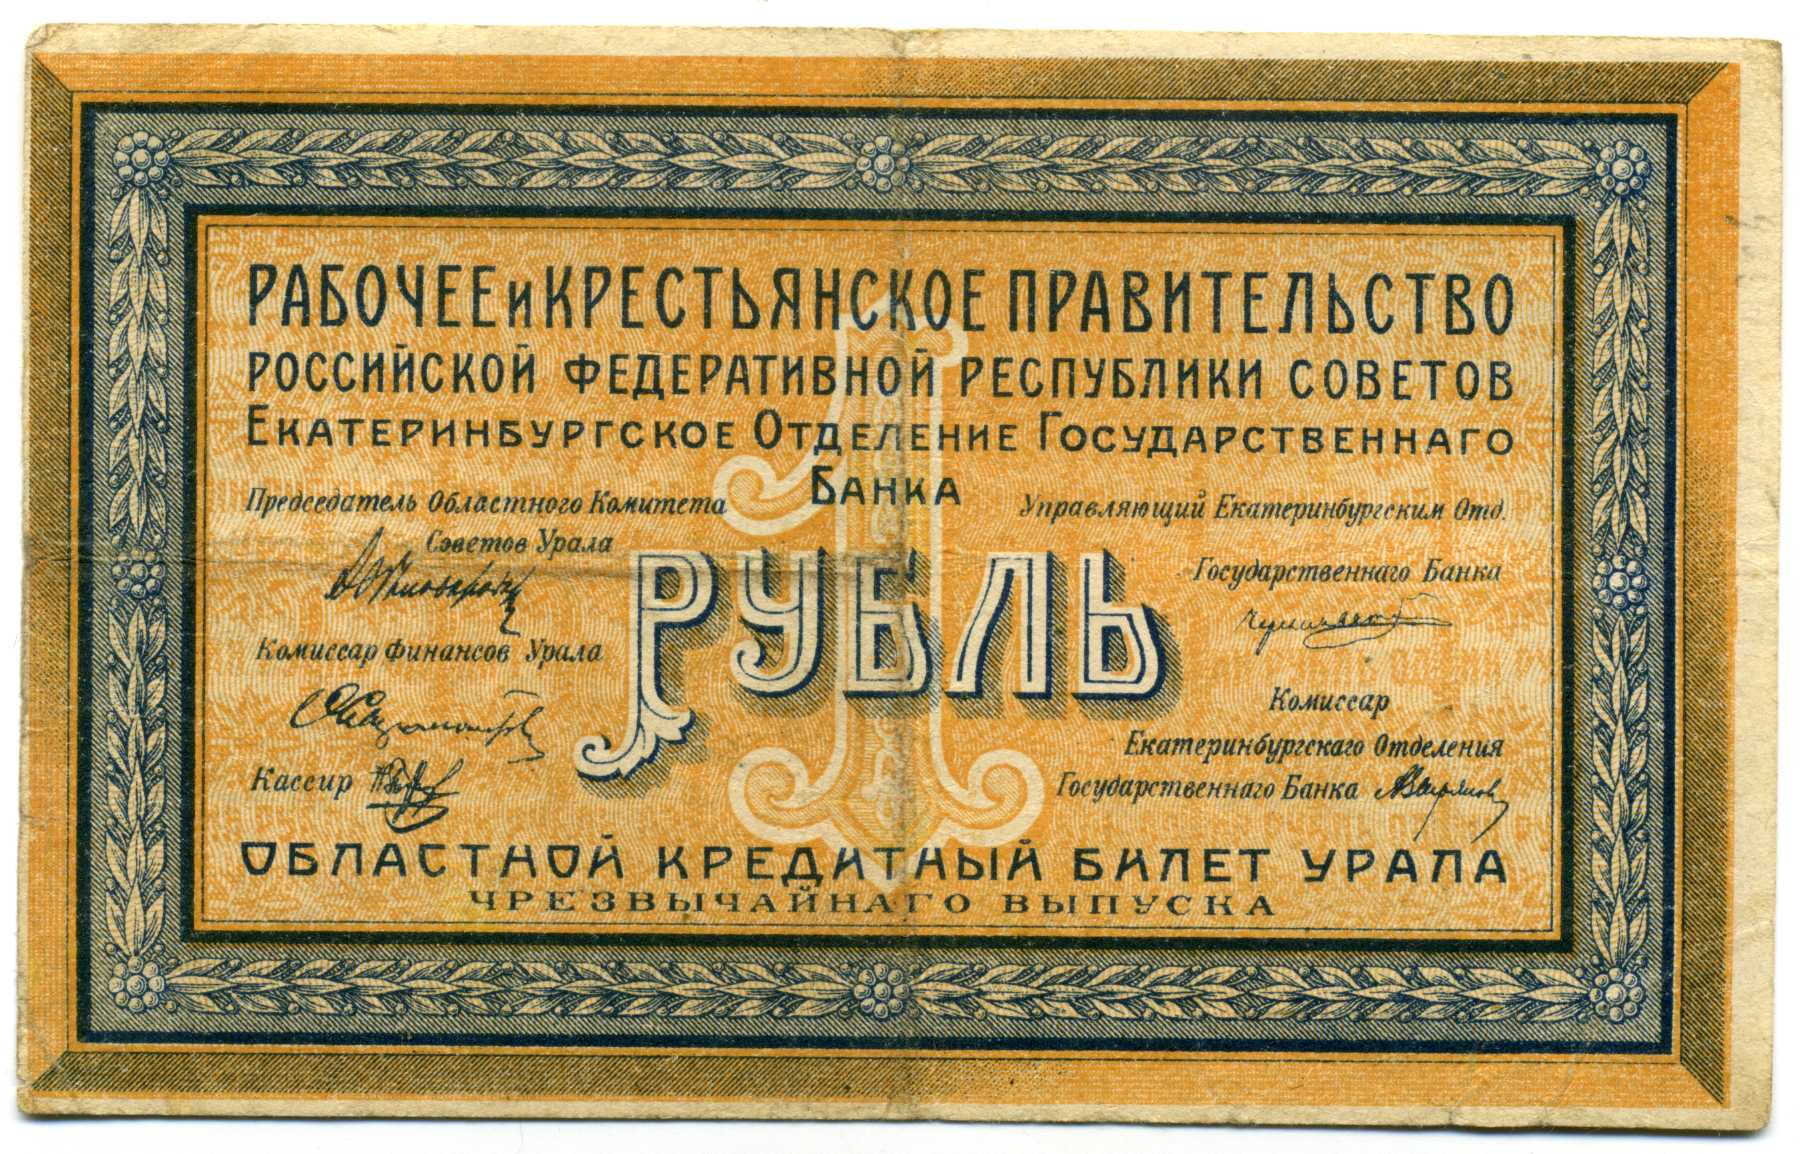 РАБОЧЕЕ и КРЕСТЬЯНСКОЕ ПРАВИТЕЛЬСТВО
РОССИЙСКОЙ ФЕДЕРАТИВНОЙ РЕСПУБЛИКИ СОВЕТОВ
ЕКАТЕРИНБУРГСКОЕ ОТДЕЛЕНИЕ ГОСУДАРСТВЕННАГО
БАНКА
Председатель Областного Комитета
Советов Урала
Управляющий Екатеринбургским Отд.
Государственнаго Банка
1
РУБЛЬ
Комиссар Финансов Урала
Кассир
Комиссар
Екатеринбургскаго Отделения
Государственнаго Банка
ОБЛАСТНОЙ КРЕДИТНЫЙ БИЛЕТ УРАЛА
ЧРЕЗВЫЧАЙНАГО ВЫПУСКА